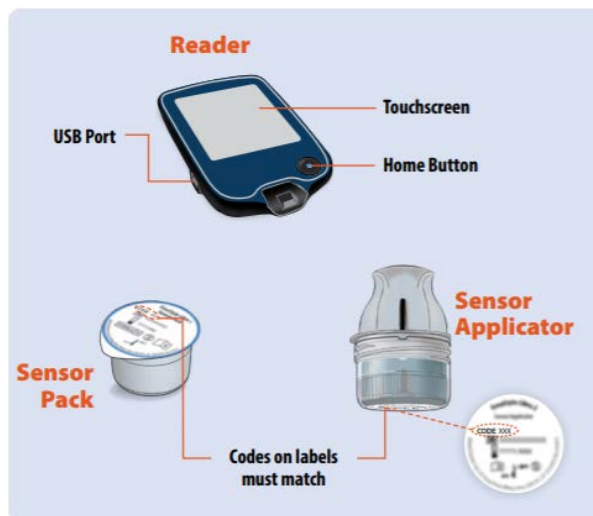 Reader
Touchscreen
USB Port
Home Button
Sensor
Applicator
Sensor
Pack
CODE XXX
Codes on labels
must match